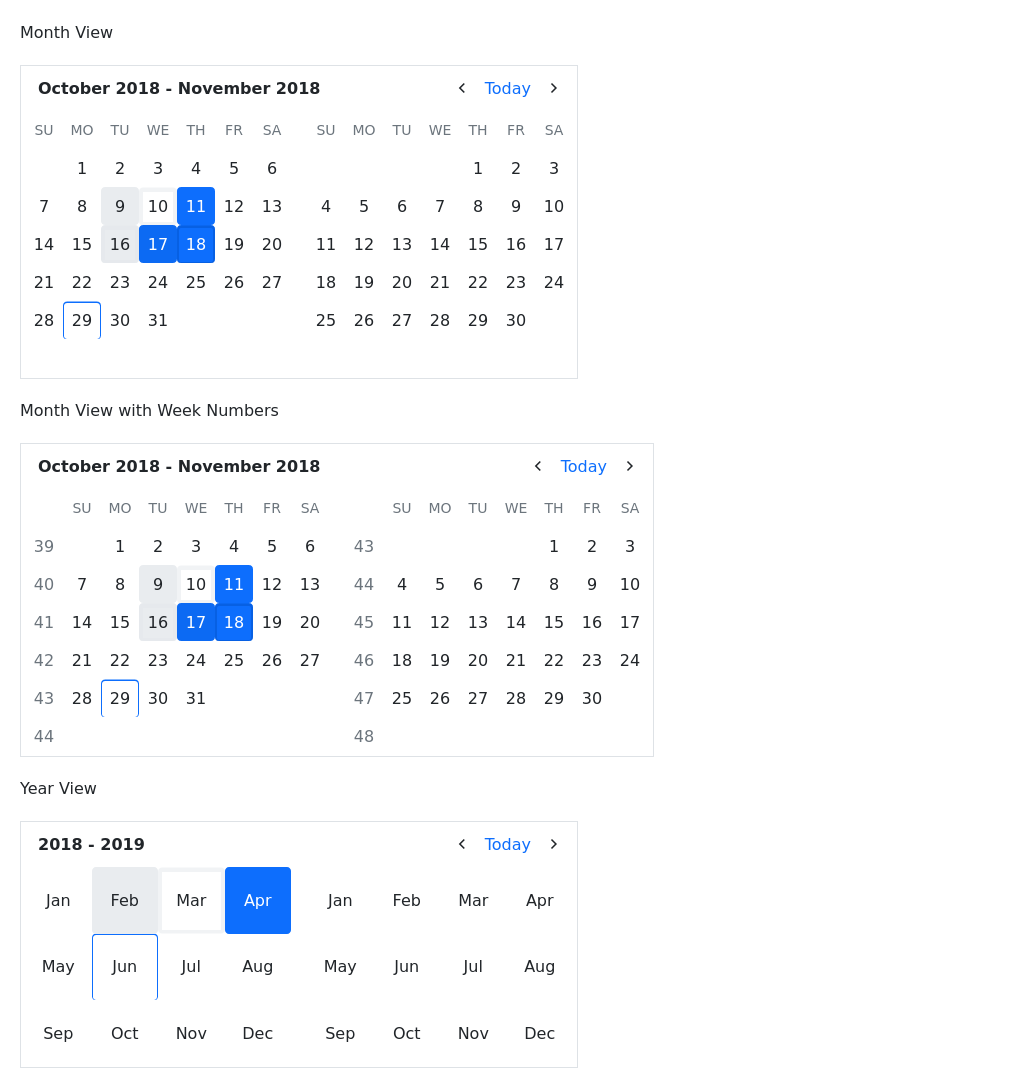 Month View
October 2018 - November 2018 Today
SU MO TU WE TH FR SA SU MO TU WE TH FR SA
1 2 3 4 5 6 1 2 3
7 8 9 10 11 12 13 4 5 6 7 8 9 10
14 15 16 17 18 19 20 11 12 13 14 15 16 17
21 22 23 24 25 26 27 18 19 20 21 22 23 24
28 29 30 31 25 26 27 28 29 30
Month View with Week Numbers
October 2018 - November 2018 Today
SU MO TU WE TH FR SA SU MO TU WE TH FR SA
39 1 2 3 4 5 6 43 1 2 3
40 7 8 9 10 11 12 13 44 4 5 6 7 8 9 10
41 14 15 16 17 18 19 20 45 11 12 13 14 15 16 17
42 21 22 23 24 25 26 27 46 18 19 20 21 22 23 24
43 28 29 30 31 47 25 26 27 28 29 30
44 48
Year View
2018 - 2019 Today
Jan Feb Mar Apr Jan Feb Mar Apr
May Jun Jul Aug May Jun Jul Aug
Sep Oct Nov Dec Sep Oct Nov Dec